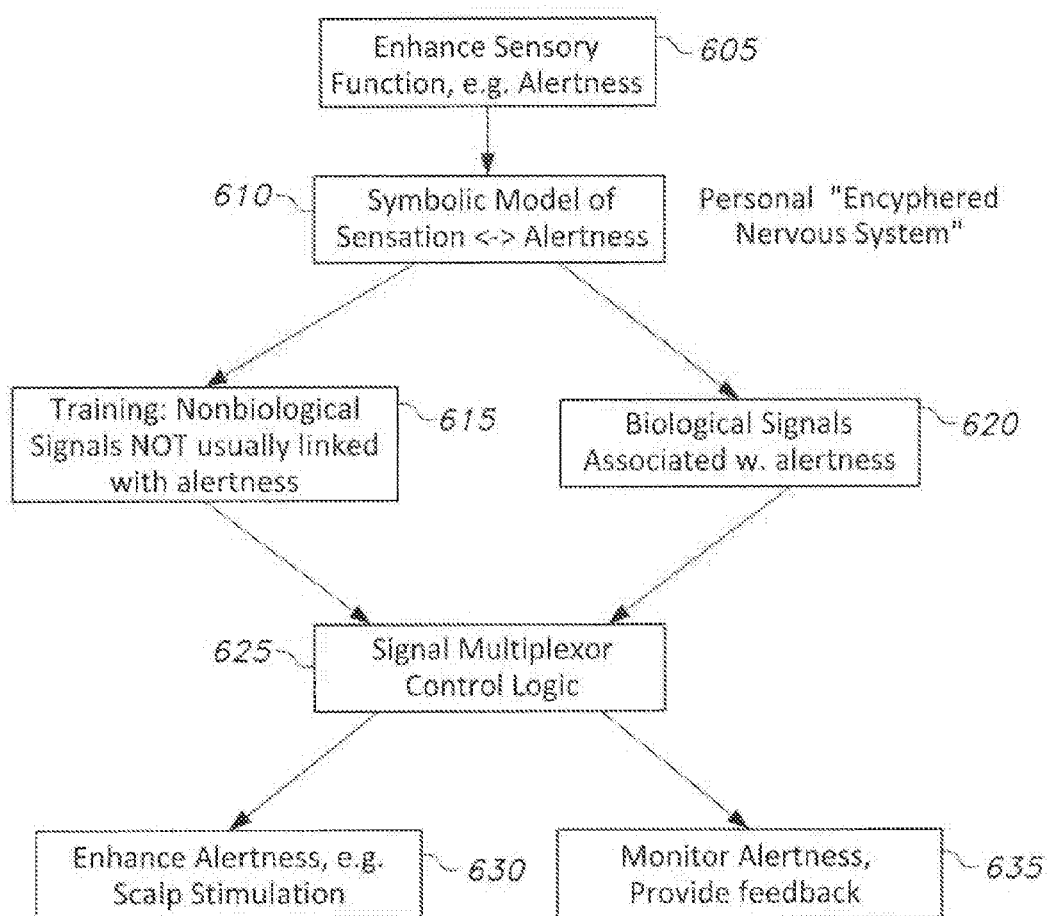 Enhance Sensory
Function, e.g. Alertness
605
610
Symbolic Model of
Sensation <-> Alertness
Personal "Encyphered
Nervous System"
Training: Nonbiological
Signals NOT usually linked
with alertness
615
Biological Signals
Associated w. alertness
620
625
Signal Multiplexor
Control Logic
Enhance Alertness, e.g.
Scalp Stimulation
630
Monitor Alertness,
Provide feedback
635